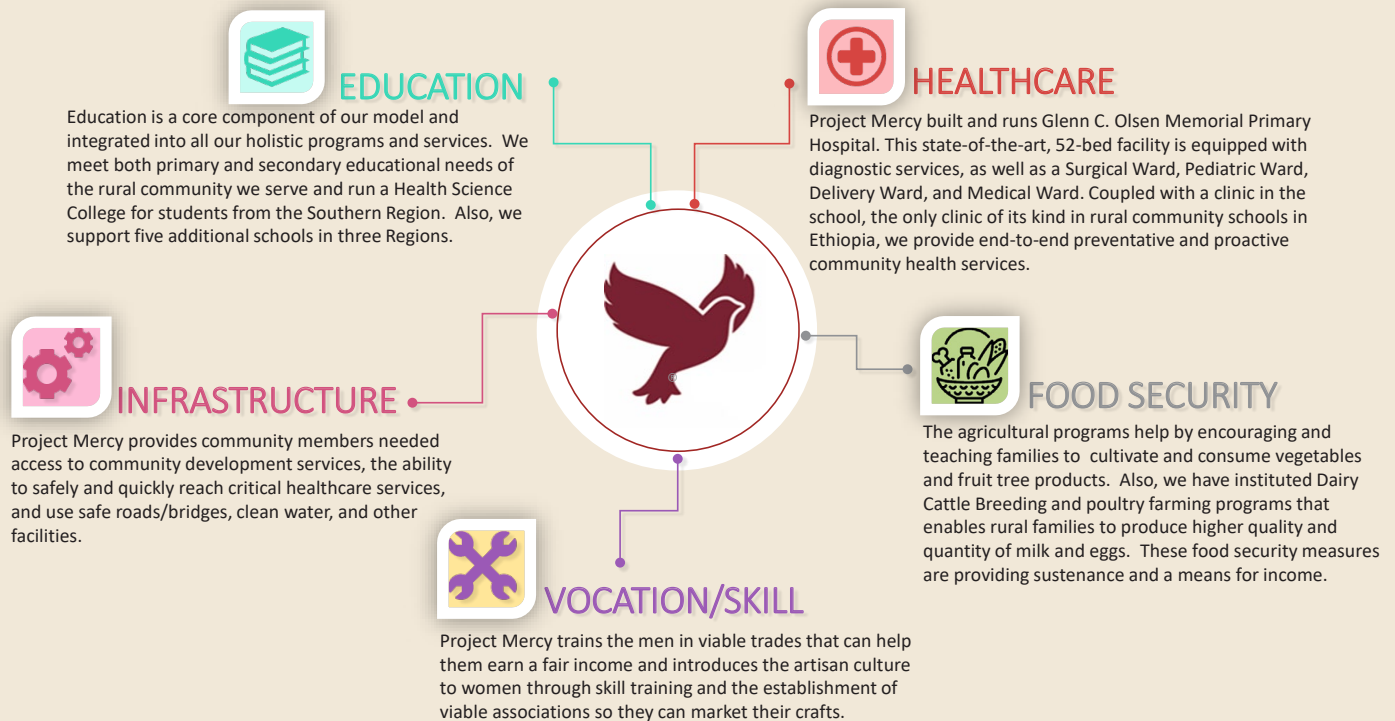 EDUCATION
Education is a core component of our model and
integrated into all our holistic programs and services.  We
meet both primary and secondary educational needs of
the rural community we serve and run a Health Science
College for students from the Southern Region.  Also, we
support five additional schools in three Regions.
HEALTHCARE
Project Mercy built and runs Glenn C. Olsen Memorial Primary
Hospital. This state-of-the-art, 52-bed facility is equipped with
diagnostic services, as well as a Surgical Ward, Pediatric Ward,
Delivery Ward, and Medical Ward. Coupled with a clinic in the
school, the only clinic of its kind in rural community schools in
Ethiopia, we provide end-to-end preventative and proactive
community health services.
INFRASTRUCTURE
Project Mercy provides community members needed
access to community development services, the ability
to safely and quickly reach critical healthcare services,
and use safe roads/bridges, clean water, and other
facilities.
®
FOOD SECURITY
The agricultural programs help by encouraging and
teaching families to  cultivate and consume vegetables
and fruit tree products.  Also, we have instituted Dairy
Cattle Breeding and poultry farming programs that
enables rural families to produce higher quality and
quantity of milk and eggs.  These food security measures
are providing sustenance and a means for income.
VOCATION/SKILL
Project Mercy trains the men in viable trades that can help
them earn a fair income and introduces the artisan culture
to women through skill training and the establishment of
viable associations so they can market their crafts.